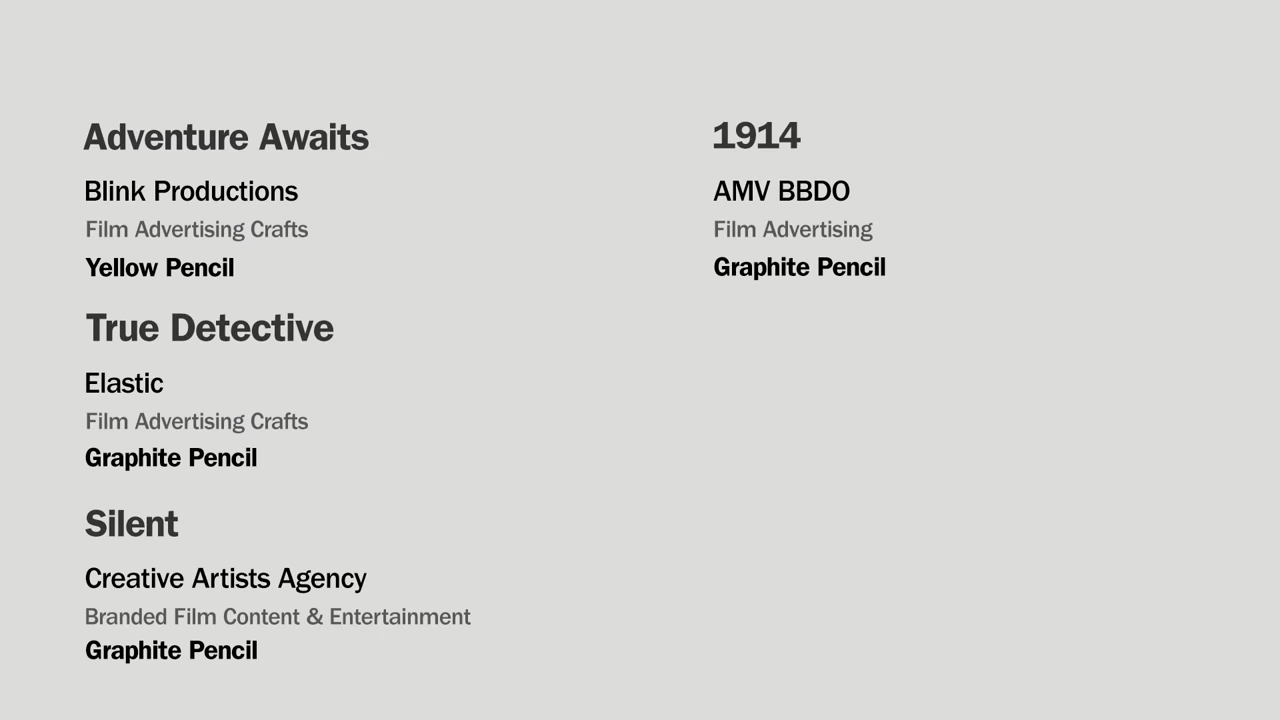 Adventure Awaits
Blink Productions
Film Advertising Crafts
Yellow Pencil
True Detective
Elastic
Film Advertising Crafts
Graphite Pencil
Silent
Creative Artists Agency
Branded Film Content & Entertainment
Graphite Pencil
1914
AMV BBDO
Film Advertising
Graphite Pencil